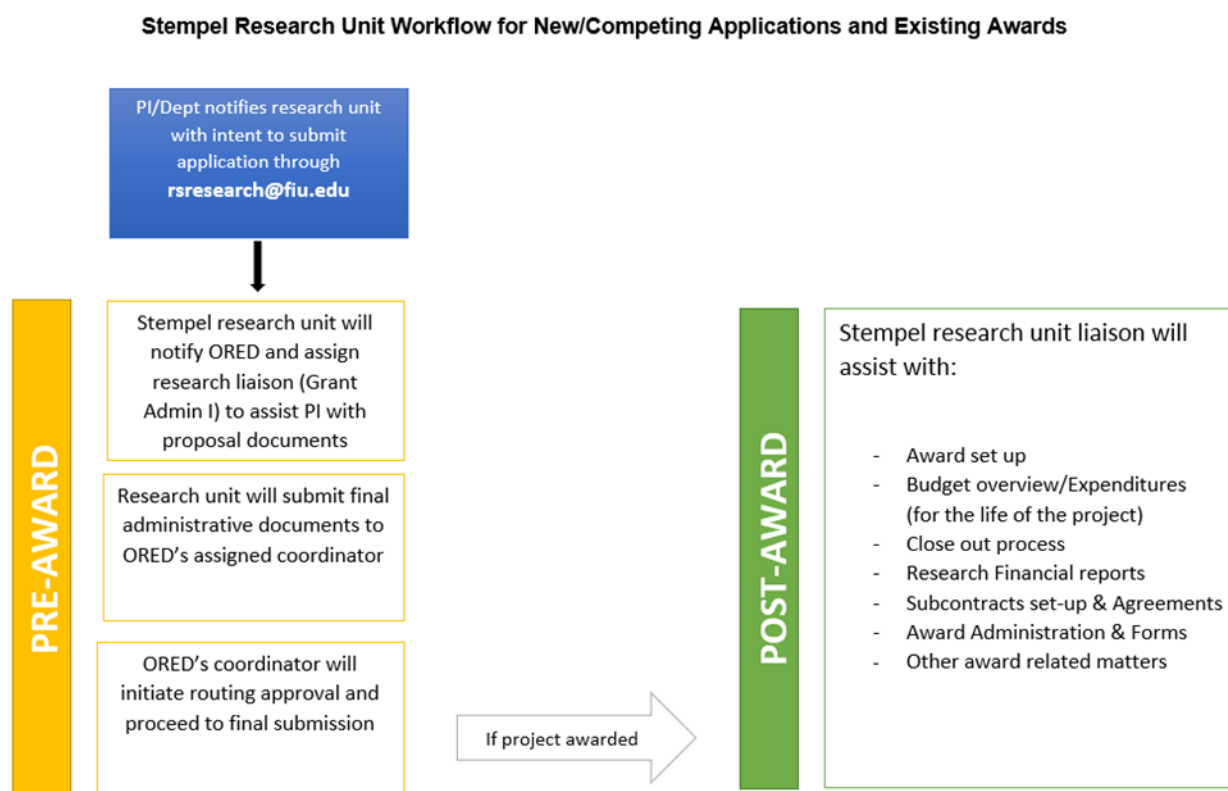 Stempel Research Unit Workflow for New/Competing Applications and Existing Awards
PI/Dept notifies research unit
with intent to submit
application through
rsresearch@fiu.edu
PRE-AWARD
Stempel research unit will
notify ORED and assign
research liaison (Grant
Admin I) to assist PI with
proposal documents
Research unit will submit final
administrative documents to
ORED's assigned coordinator
ORED's coordinator will
initiate routing approval and
proceed to final submission
If project awarded
POST-AWARD
Stempel research unit liaison will
assist with:
- Award set up
- Budget overview/Expenditures
(for the life of the project)
- Close out process
- Research Financial reports
- Subcontracts set-up & Agreements
- Award Administration & Forms
- Other award related matters